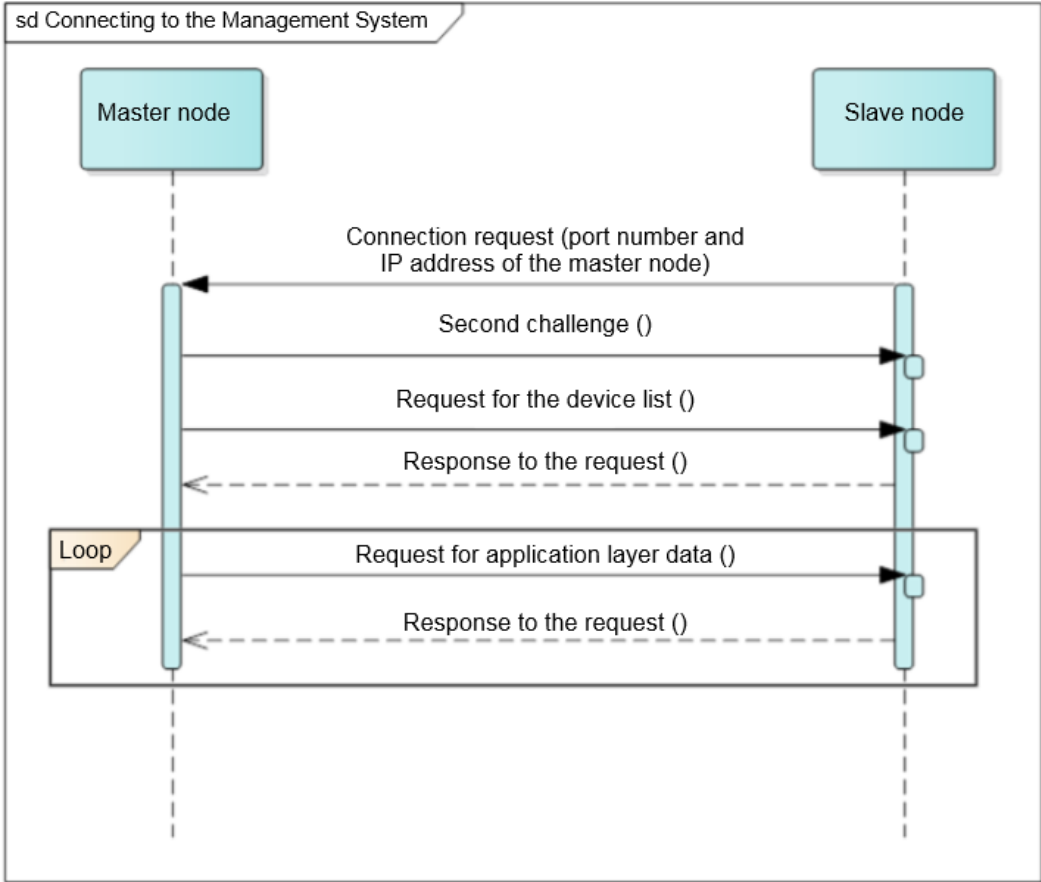 sd Connecting to the Management System
Master node
Slave node
Connection request (port number and
IP address of the master node)
Second challenge ()
Request for the device list ()
Response to the request ()
Loop
Request for application layer data ()
Response to the request ()